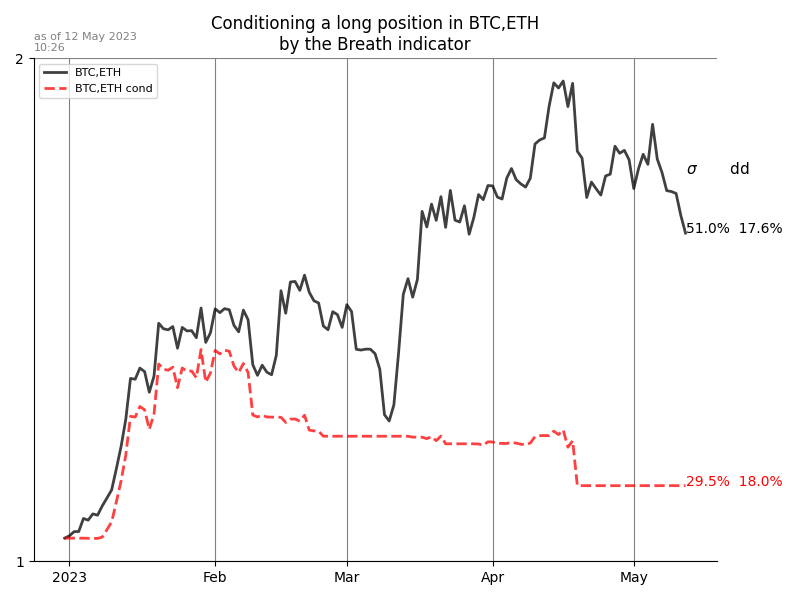 Conditioning a long position in BTC,ETH
by the Breath indicator
as of 12 May 2023
10:26
2
BTC,ETH
BTC,ETH cond
σ dd
51.0% 17.6%
29.5% 18.0%
1
2023 Feb Mar Apr May